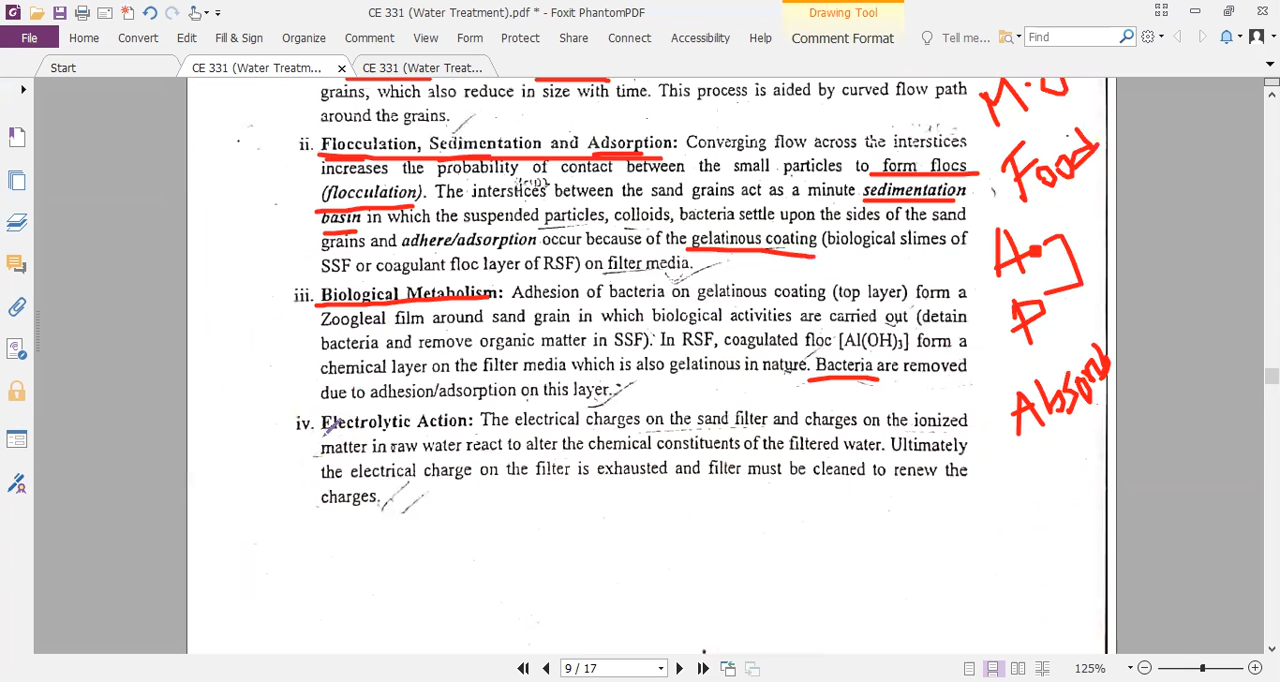 CE 331 (Water Treatment).pdf * - Foxit PhantomPDF
Drawing Tool
File Home Convert Edit Fill & Sign Organize Comment View Form Protect Share Connect Accessibility Help Comment Format Tell me... Find
Start CE 331 (Water Treatm... x CE 331 (Water Treat...
grains, which also reduce in size with time. This process is aided by curved flow path
around the grains.
ii. Flocculation, Sedimentation and Adsorption: Converging flow across the interstices
increases the probability of contact between the small particles to form flocs
(flocculation). The interstices between the sand grains act as a minute sedimentation
basin in which the suspended particles, colloids, bacteria settle upon the sides of the sand
grains and adhere/adsorption occur because of the gelatinous coating (biological slimes of
SSF or coagulant floc layer of RSF) on filter media.
iii. Biological Metabolism: Adhesion of bacteria on gelatinous coating (top layer) form a
Zoogleal film around sand grain in which biological activities are carried out (detain
bacteria and remove organic matter in SSF). In RSF, coagulated floc [Al(OH)3] form a
chemical layer on the filter media which is also gelatinous in nature. Bacteria are removed
due to adhesion/adsorption on this layer.
iv. Electrolytic Action: The electrical charges on the sand filter and charges on the ionized
matter in raw water react to alter the chemical constituents of the filtered water. Ultimately
the electrical charge on the filter is exhausted and filter must be cleaned to renew the
charges.
M.O
Food
A
P
Absorb
9 / 17
125%